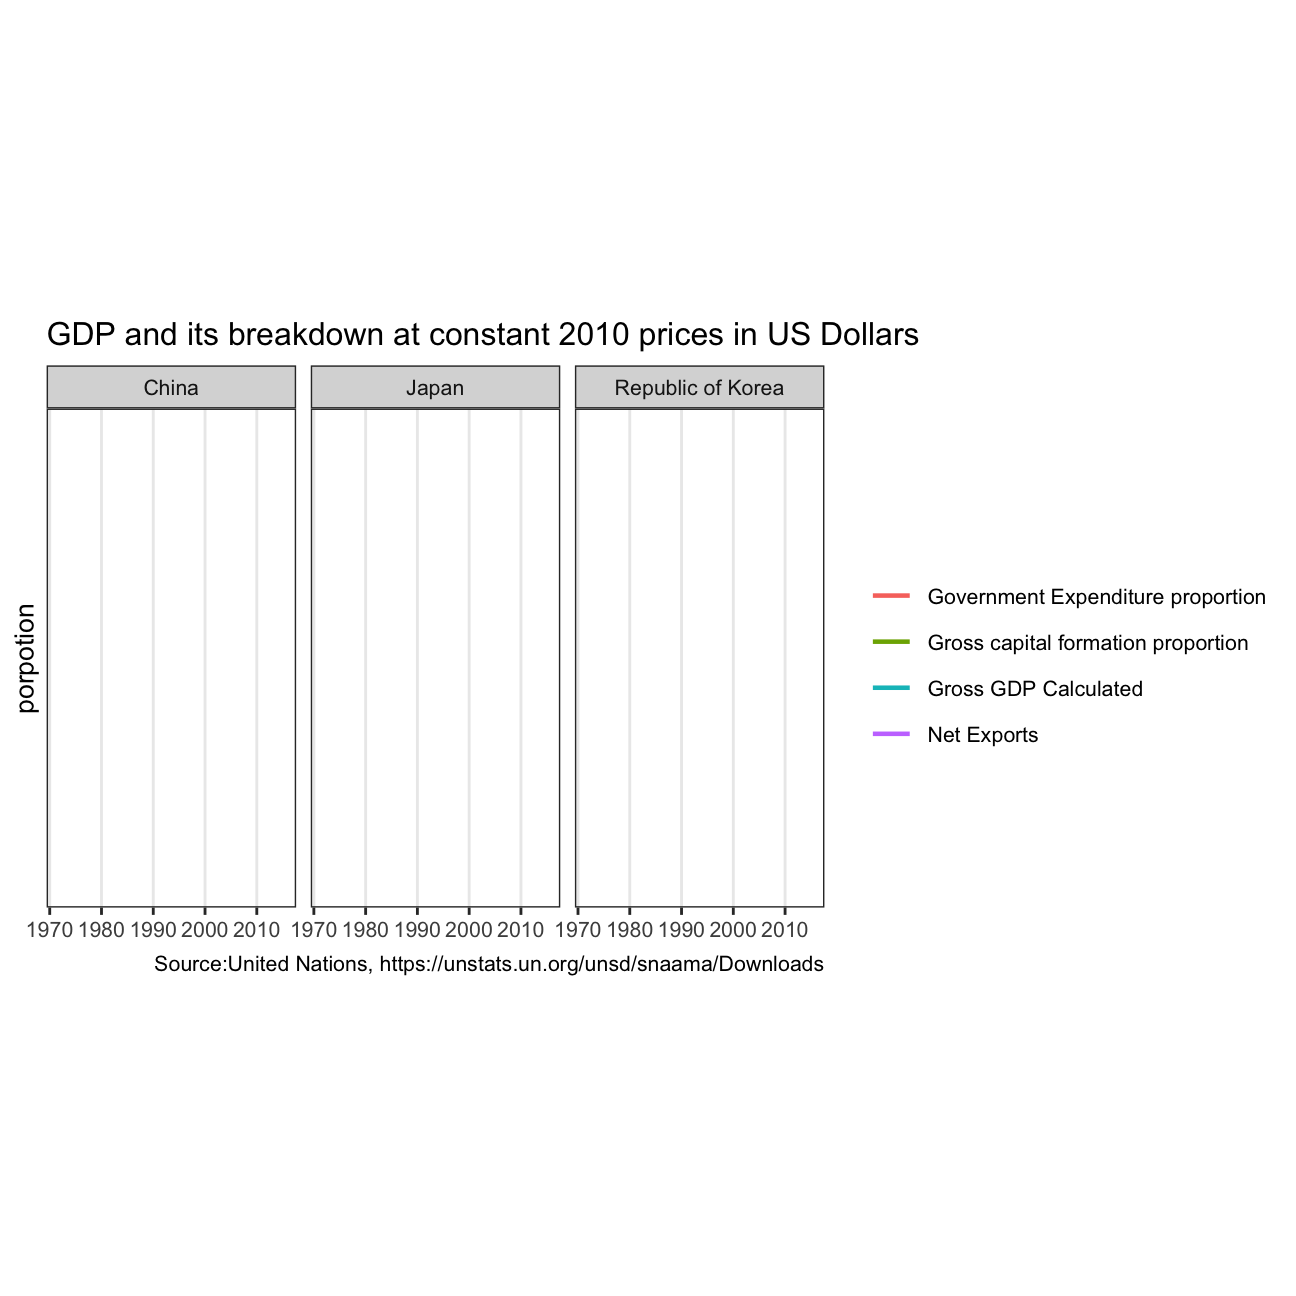 GDP and its breakdown at constant 2010 prices in US Dollars
China Japan Republic of Korea
porpotion
Government Expenditure proportion
Gross capital formation proportion
Gross GDP Calculated
Net Exports
1970 1980 1990 2000 2010 1970 1980 1990 2000 2010 1970 1980 1990 2000 2010
Source:United Nations, https://unstats.un.org/unsd/snaama/Downloads